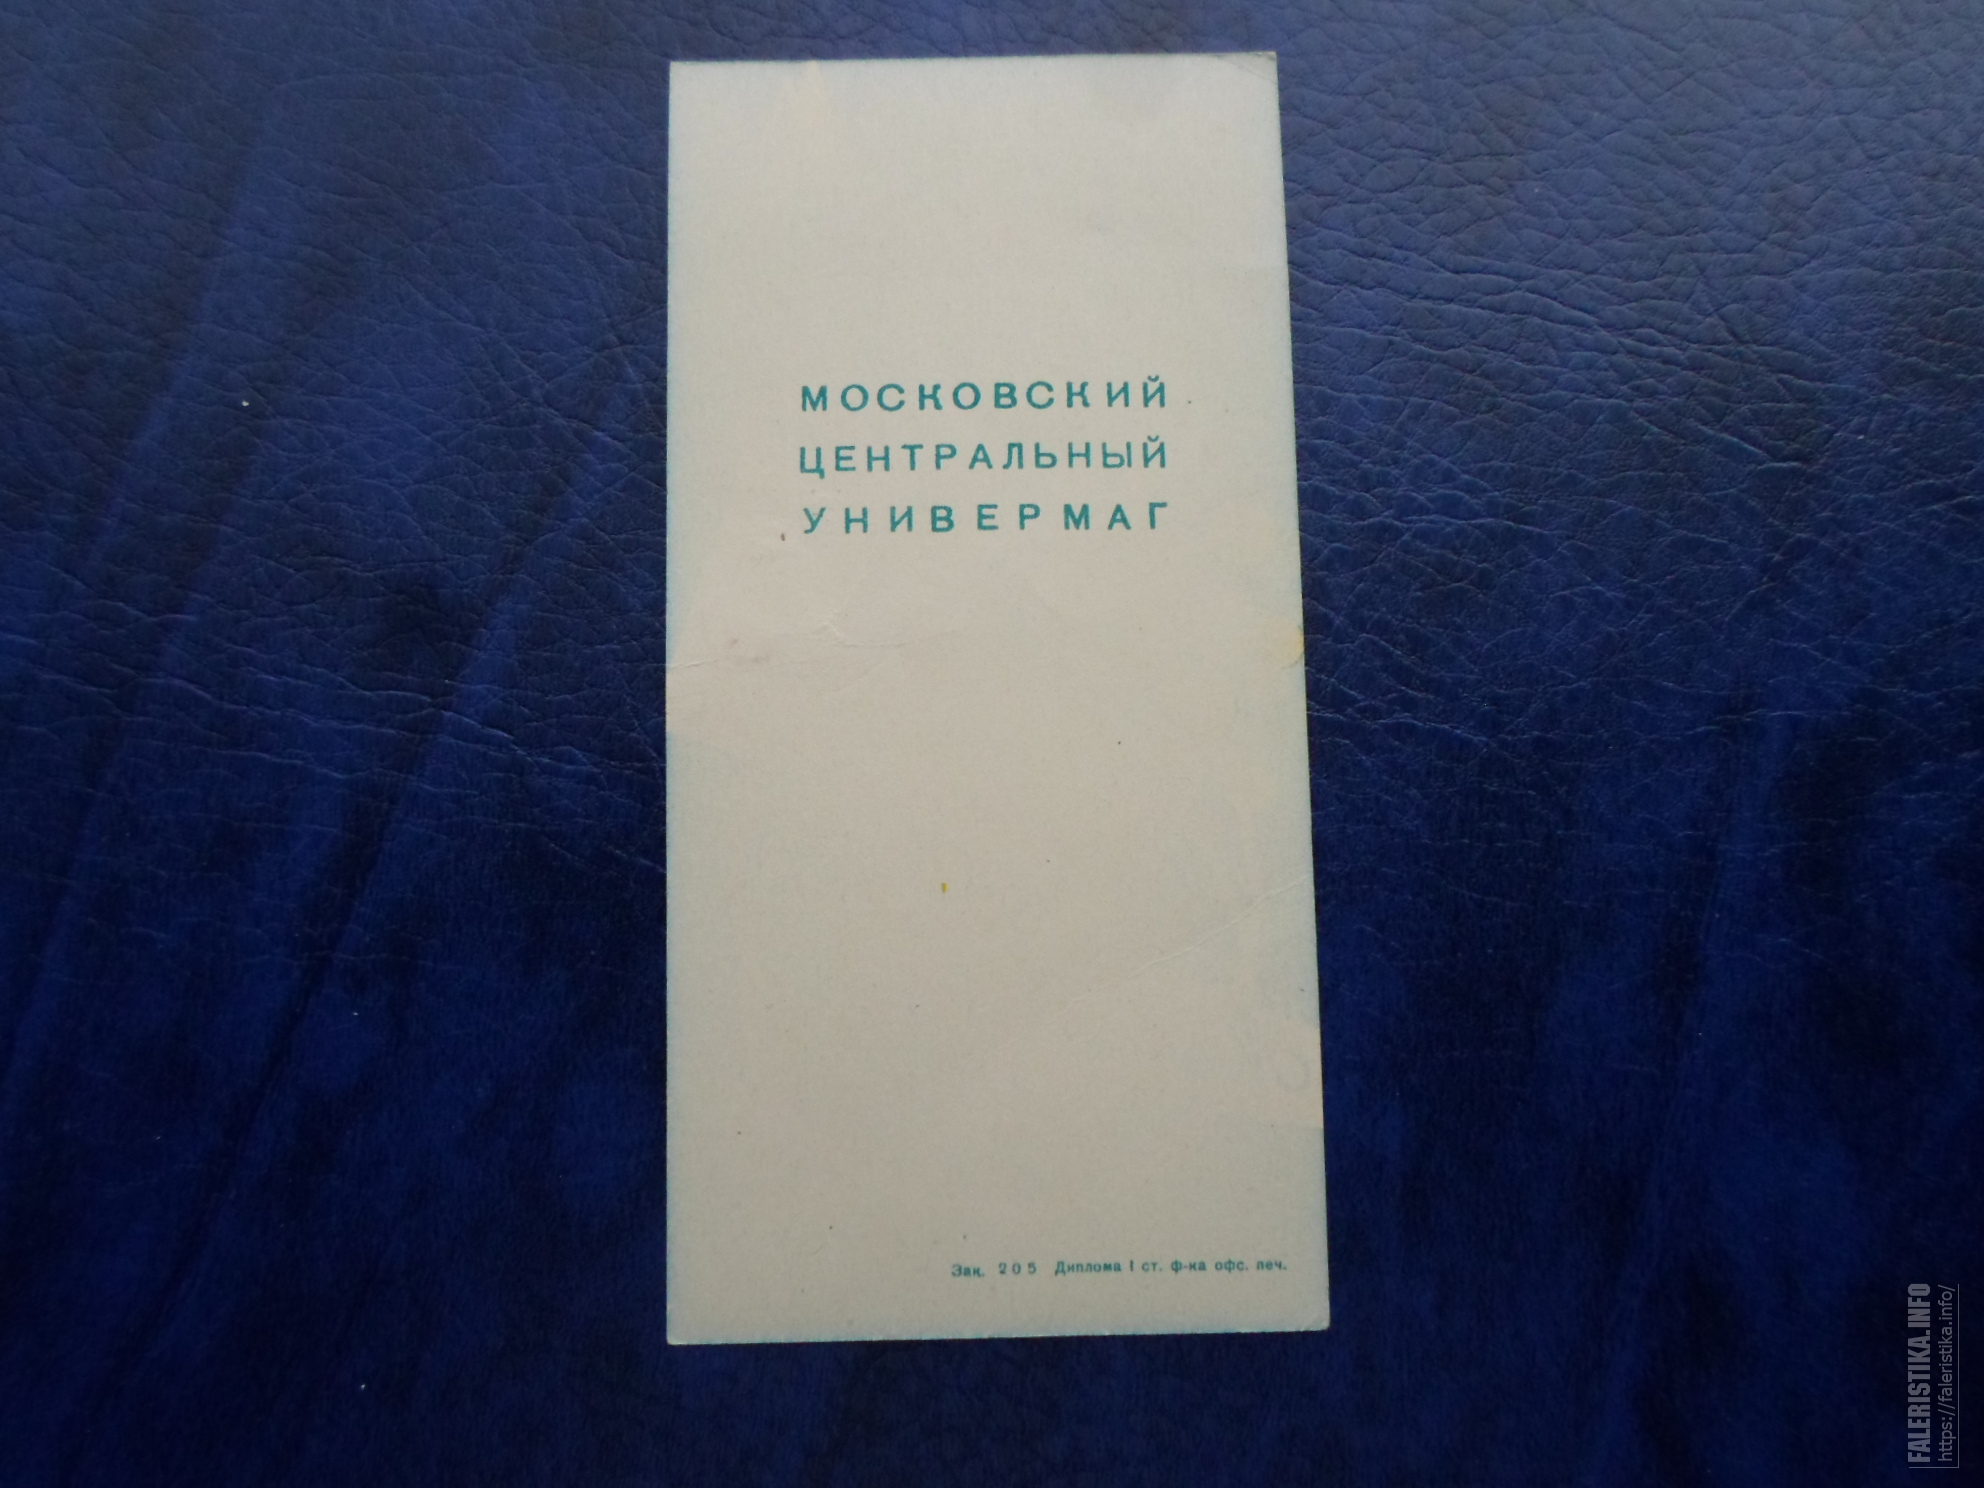 МОСКОВСКИЙ
ЦЕНТРАЛЬНЫЙ
УНИВЕРМАГ
Зак. 205 Диплома I ст. ф-ка офс. печ.
FALERISTIKA.INFO
https://faleristika.info/